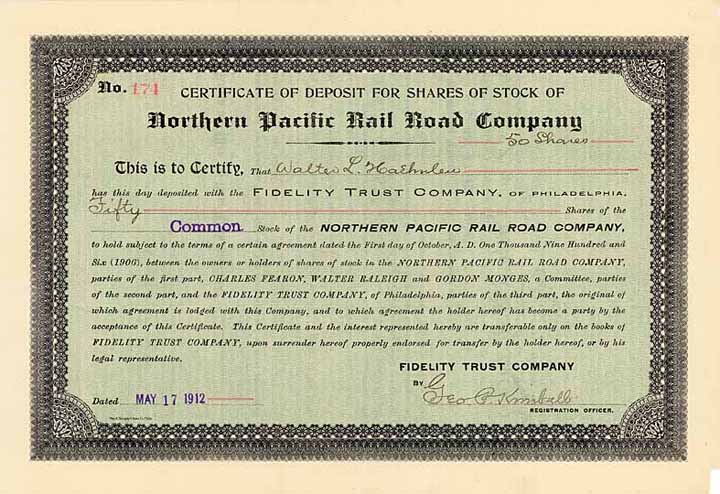 No. 174
CERTIFICATE OF DEPOSIT FOR SHARES OF STOCK OF
Northern Pacific Rail Road Company
50 Shares
This is to Certify, That Walter L. Haehnlen
has this day deposited with the FIDELITY TRUST COMPANY, OF PHILADELPHIA,
Fifty Shares of the
Common Stock of the NORTHERN PACIFIC RAIL ROAD COMPANY,
to hold subject to the terms of a certain agreement dated the First day of October, A. D. One Thousand Nine Hundred and
Six (1906), between the owners or holders of shares of stock in the NORTHERN PACIFIC RAIL ROAD COMPANY,
parties of the first part, CHARLES FEARON, WALTER RALEIGH and GORDON MONGES, a Committee, parties
of the second part, and the FIDELITY TRUST COMPANY, of Philadelphia, parties of the third part, the original of
which agreement is lodged with this Company, and to which agreement the holder hereof has become a party by the
acceptance of this Certificate. This Certificate and the interest represented hereby are transferable only on the books of
FIDELITY TRUST COMPANY, upon surrender hereof properly endorsed for transfer by the holder hereof, or by his
legal representative.
FIDELITY TRUST COMPANY
BY Geo. P. Kimball
REGISTRATION OFFICER.
Dated MAY 17 1912